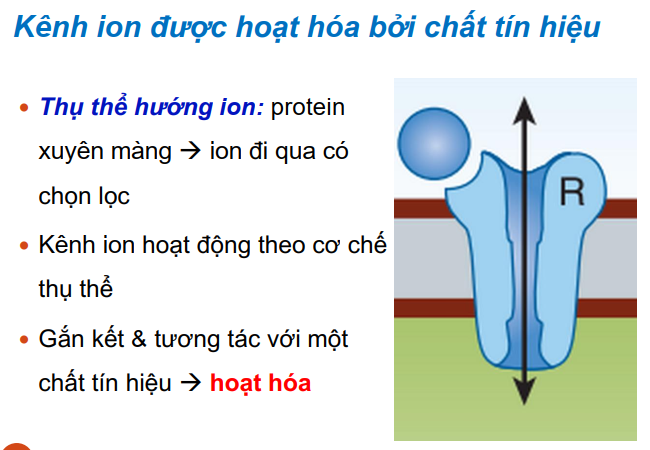 Kênh ion được hoạt hóa bởi chất tín hiệu
• Thụ thể hướng ion: protein
xuyên màng → ion đi qua có
chọn lọc
• Kênh ion hoạt động theo cơ chế
thụ thể
• Gắn kết & tương tác với một
chất tín hiệu → hoạt hóa
R